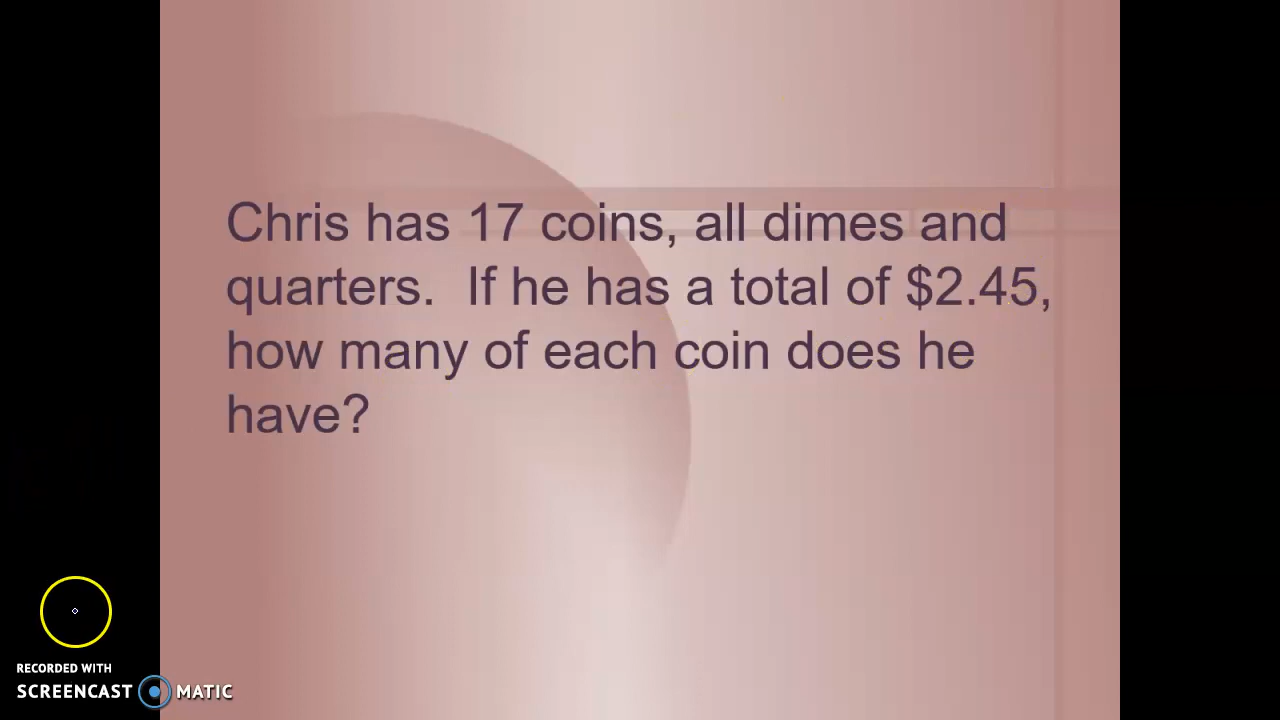 Chris has 17 coins, all dimes and
quarters. If he has a total of $2.45,
how many of each coin does he
have?
RECORDED WITH
SCREENCAST MATIC